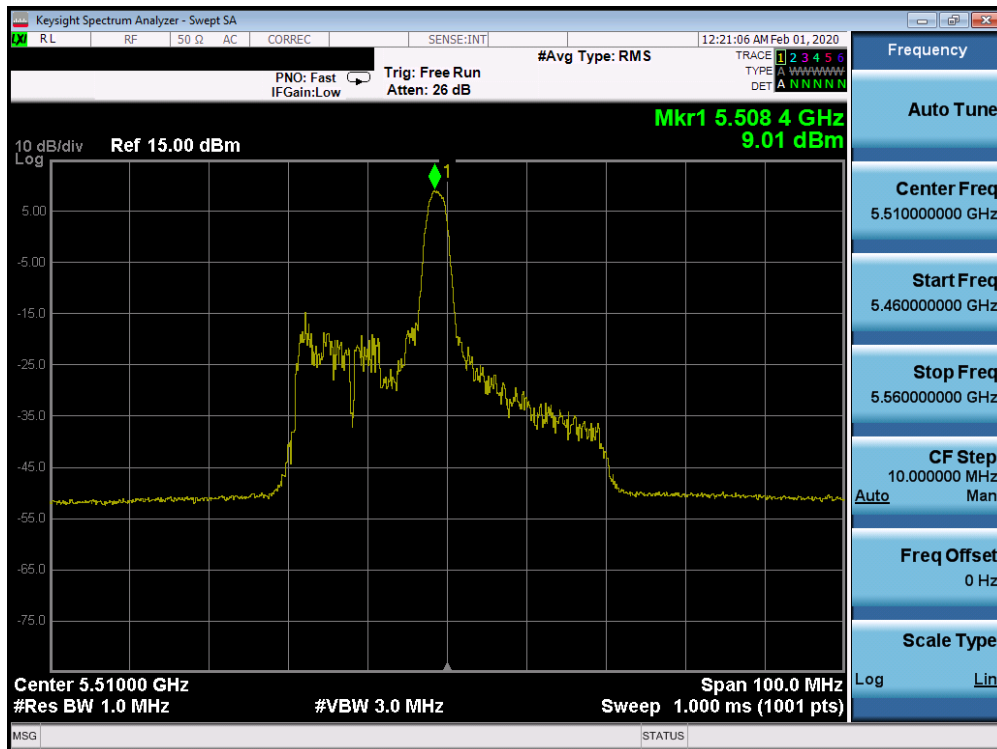 Keysight Spectrum Analyzer - Swept SA
LXI RL RF 50 Ω AC CORREC SENSE:INT 12:21:06 AM Feb 01, 2020
#Avg Type: RMS TRACE 1 2 3 4 5 6
PNO: Fast Trig: Free Run TYPE A WWWWW
IFGain:Low Atten: 26 dB DET A N N N N N
Mkr1 5.508 4 GHz
9.01 dBm
10 dB/div Ref 15.00 dBm
Log
1
5.00
-5.00
-15.0
-25.0
-35.0
-45.0
-55.0
-65.0
-75.0
Center 5.51000 GHz Span 100.0 MHz
#Res BW 1.0 MHz #VBW 3.0 MHz Sweep 1.000 ms (1001 pts)
MSG STATUS
Frequency
Auto Tune
Center Freq
5.510000000 GHz
Start Freq
5.460000000 GHz
Stop Freq
5.560000000 GHz
CF Step
10.000000 MHz
Auto Man
Freq Offset
0 Hz
Scale Type
Log Lin